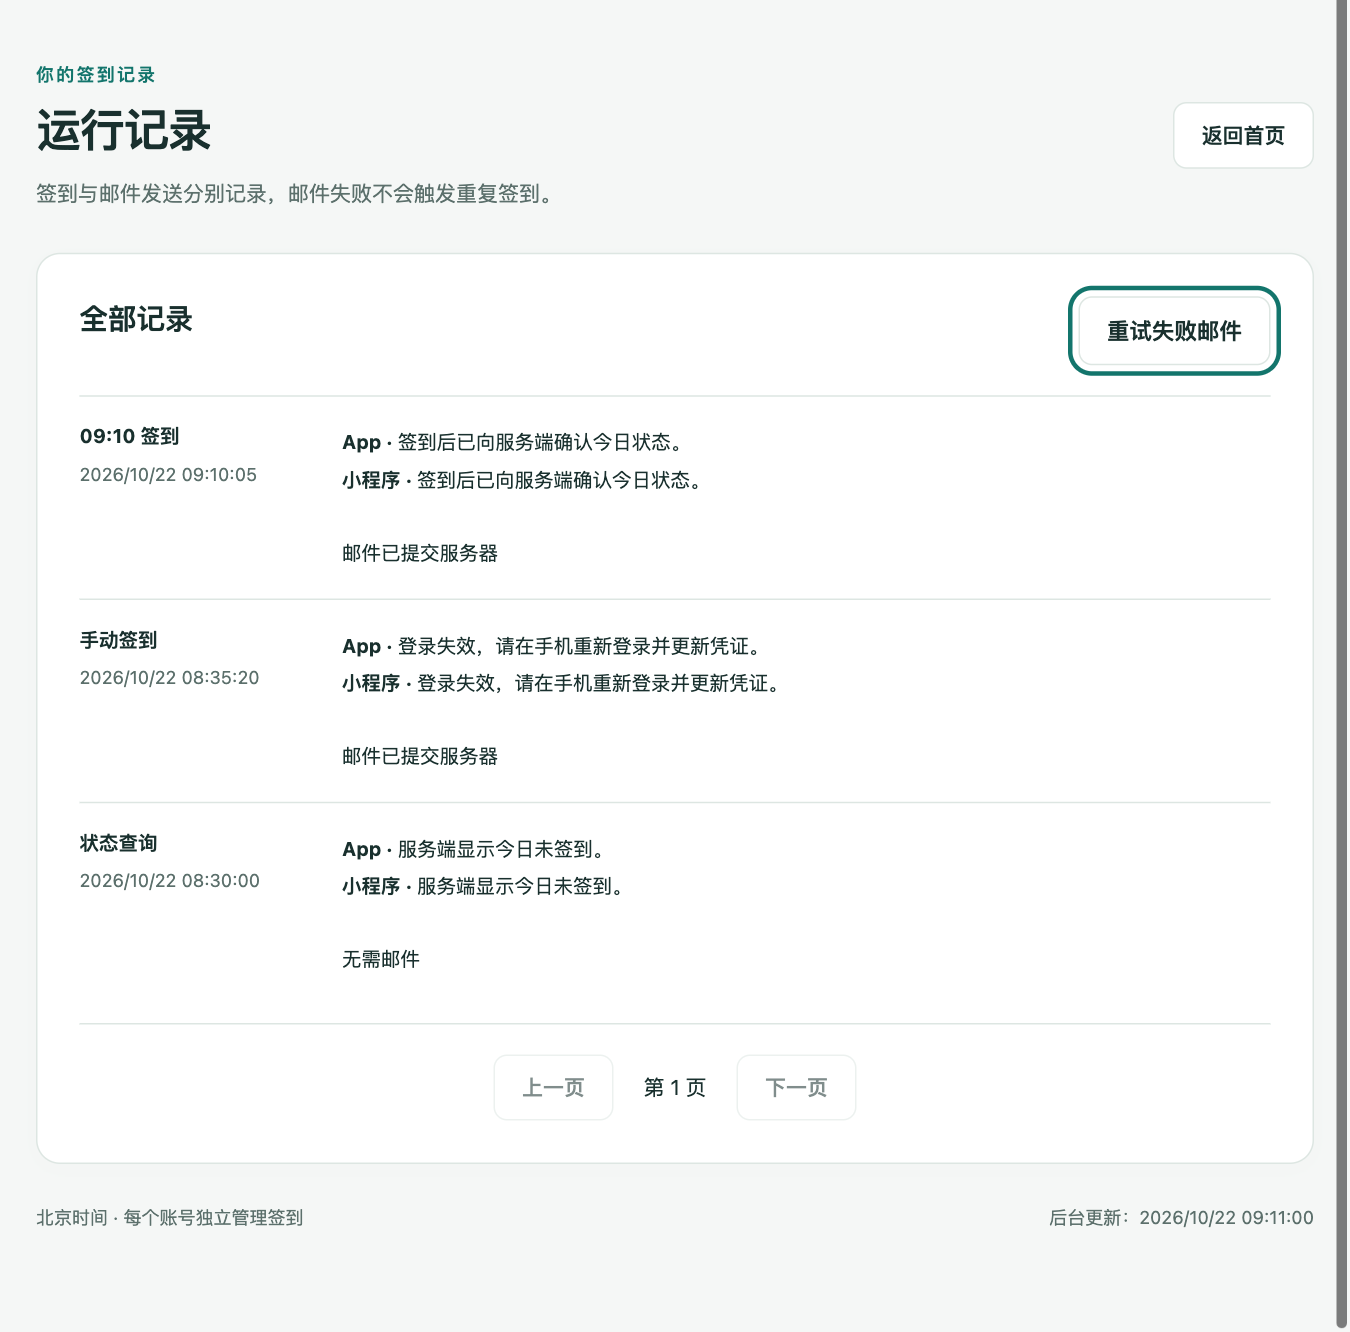 你的签到记录
运行记录
返回首页
签到与邮件发送分别记录，邮件失败不会触发重复签到。
全部记录
重试失败邮件
09:10 签到
2026/10/22 09:10:05
App · 签到后已向服务端确认今日状态。
小程序 · 签到后已向服务端确认今日状态。
邮件已提交服务器
手动签到
2026/10/22 08:35:20
App · 登录失效，请在手机重新登录并更新凭证。
小程序 · 登录失效，请在手机重新登录并更新凭证。
邮件已提交服务器
状态查询
2026/10/22 08:30:00
App · 服务端显示今日未签到。
小程序 · 服务端显示今日未签到。
无需邮件
上一页
第 1 页
下一页
北京时间 · 每个账号独立管理签到
后台更新：2026/10/22 09:11:00